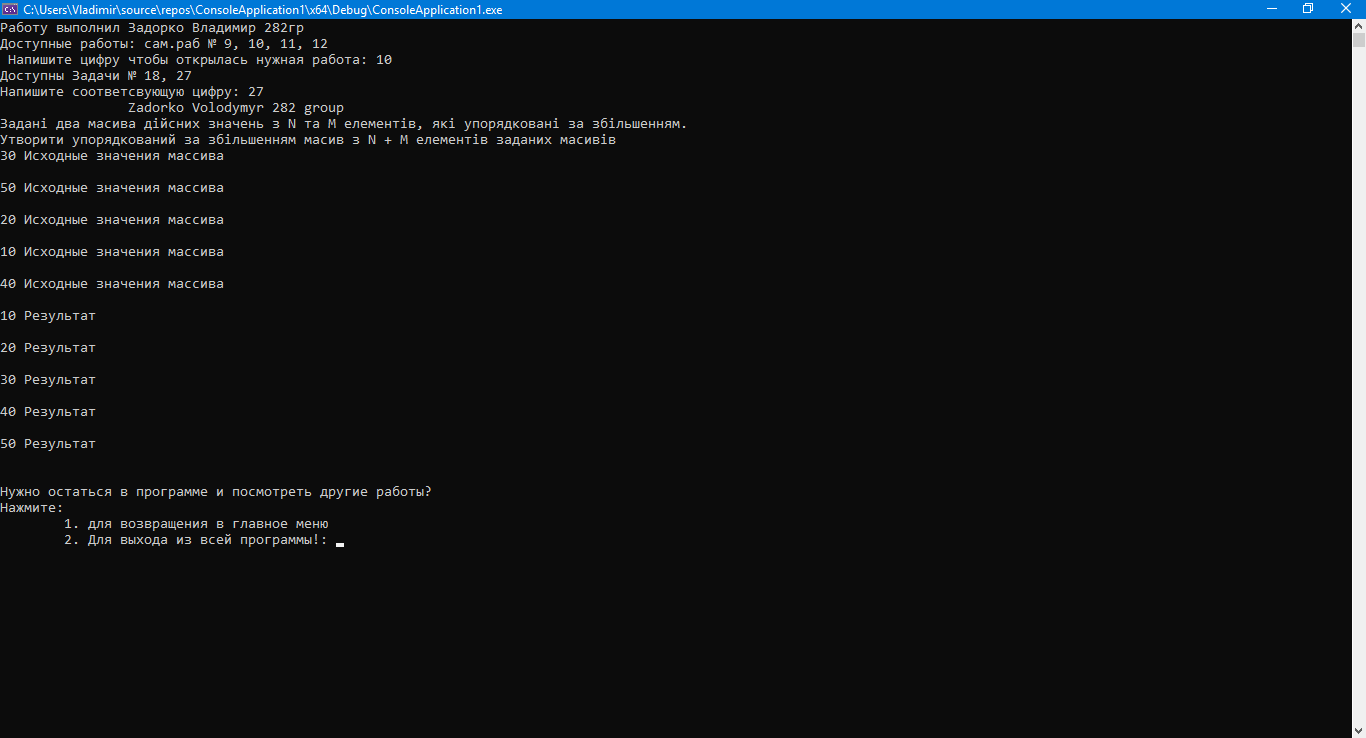 C:\Users\Vladimir\source\repos\ConsoleApplication1\x64\Debug\ConsoleApplication1.exe
Работу выполнил Задорко Владимир 282гр
Доступные работы: сам.раб № 9, 10, 11, 12
Напишите цифру чтобы открылась нужная работа: 10
Доступны Задачи № 18, 27
Напишите соответсвующую цифру: 27
Zadorko Volodymyr 282 group
Задані два масива дійсних значень з N та M елементів, які упорядковані за збільшенням.
Утворити упорядкований за збільшенням масив з N + M елементів заданих масивів
30 Исходные значения массива
50 Исходные значения массива
20 Исходные значения массива
10 Исходные значения массива
40 Исходные значения массива
10 Результат
20 Результат
30 Результат
40 Результат
50 Результат
Нужно остаться в программе и посмотреть другие работы?
Нажмите:
1. для возвращения в главное меню
2. Для выхода из всей программы!: